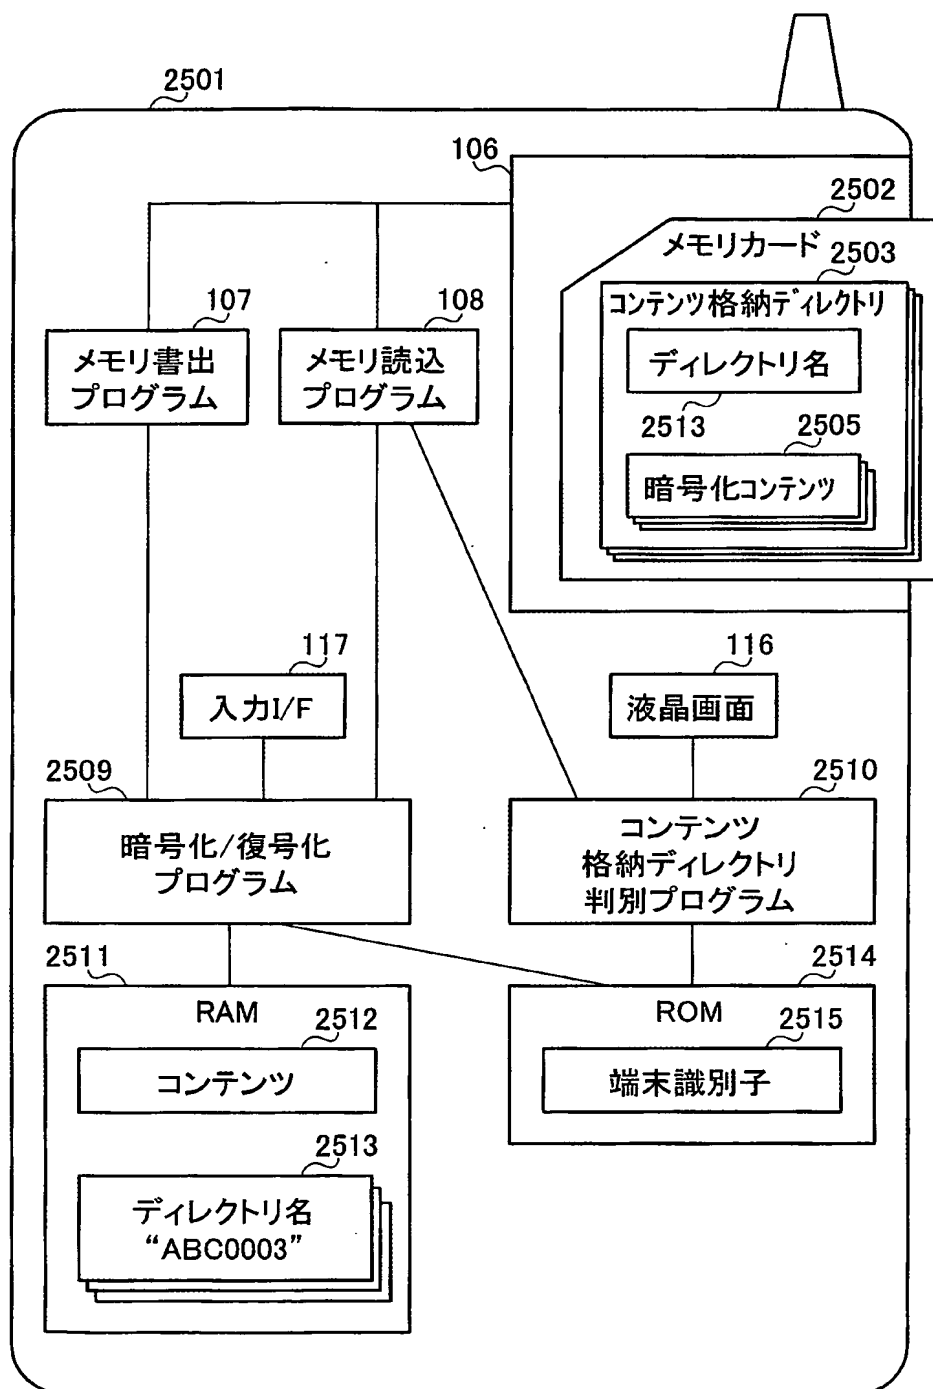 2501
106
2502
メモリカード
2503
コンテンツ格納ディレクトリ
ディレクトリ名
2513
2505
暗号化コンテンツ
107
メモリ書出
プログラム
108
メモリ読込
プログラム
117
入力I/F
116
液晶画面
2509
暗号化/復号化
プログラム
2510
コンテンツ
格納ディレクトリ
判別プログラム
2511
RAM
2512
コンテンツ
2513
ディレクトリ名
“ABC0003”
2514
ROM
2515
端末識別子